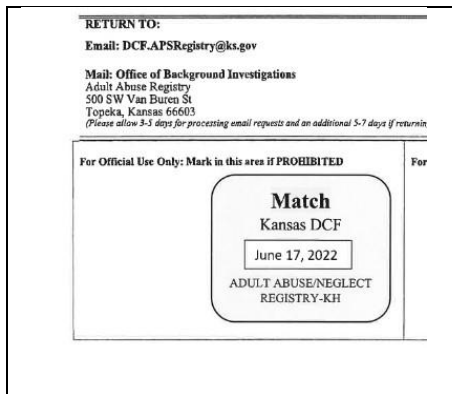 RETURN TO:
Email: DCF.APSRegistry@ks.gov
Mail: Office of Background Investigations
Adult Abuse Registry
500 SW Van Buren St
Topeka, Kansas 66603
(Please allow 3-5 days for processing email requests and an additional 5-7 days if returnin
For Official Use Only: Mark in this area if PROHIBITED
For
Match
Kansas DCF
June 17, 2022
ADULT ABUSE/NEGLECT
REGISTRY-KH